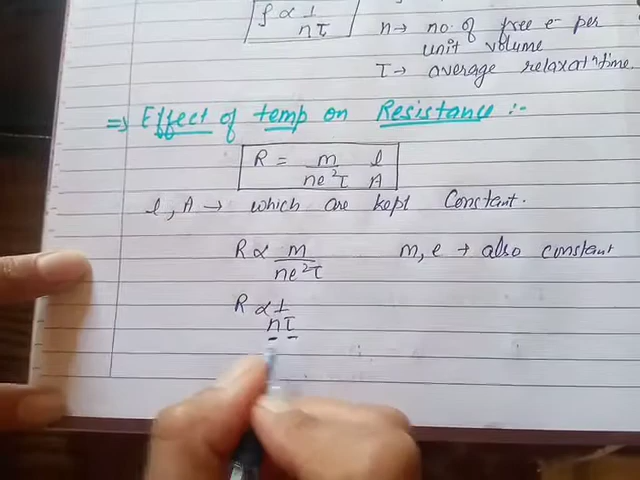 ρ ∝ 1/nτ
n → no. of free e⁻ per
unit volume
τ → average relaxatⁿ time.
⇒ Effect of temp on Resistance :-
R = m/ne²τ l/A
l, A → which are kept Constant.
R ∝ m/ne²τ m, e → also constant
R ∝ 1/nτ